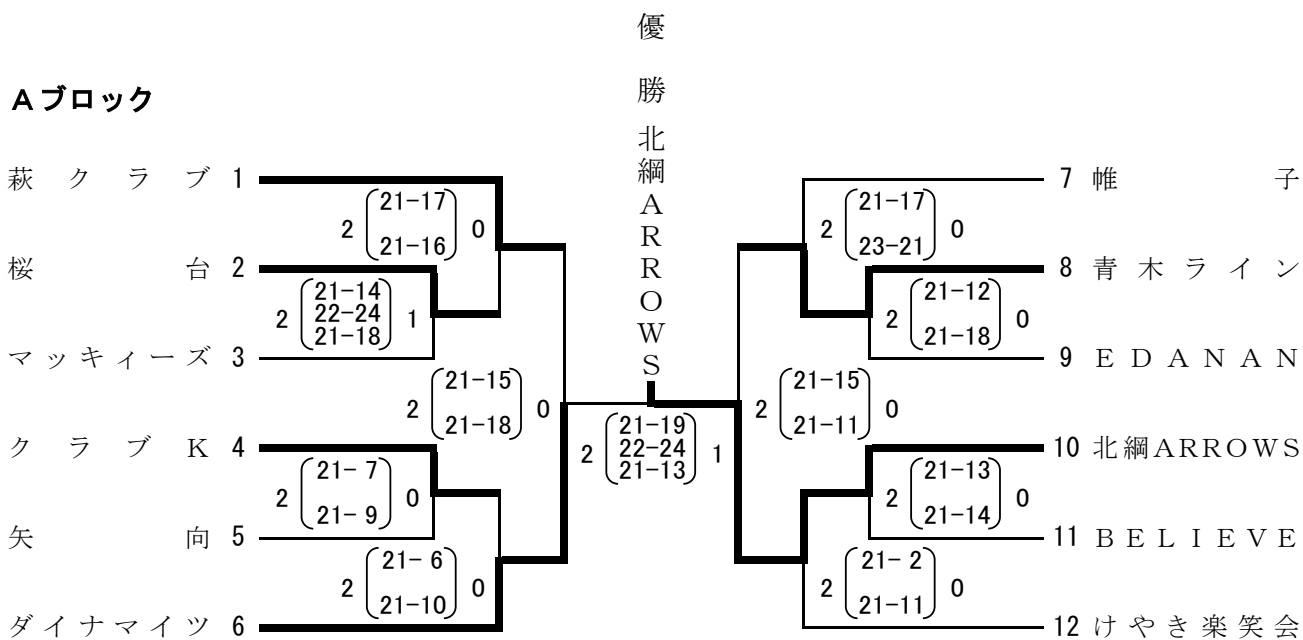 優勝 北綱ARROWS
Aブロック
萩クラブ 1
2 21-17 0
21-16
桜台 2
2 21-14 1
22-24
21-18
マッキィーズ 3
2 21-15 0
21-18
クラブK 4
2 21- 7 0
21- 9
矢向 5
2 21- 6 0
21-10
ダイナマイツ 6
2 21-19 1
22-24
21-13
7 帷子
2 21-17 0
23-21
8 青木ライン
2 21-12 0
21-18
9 EDANAN
2 21-15 0
21-11
10 北綱ARROWS
2 21-13 0
21-14
11 BELIEVE
2 21- 2 0
21-11
12 けやき楽笑会